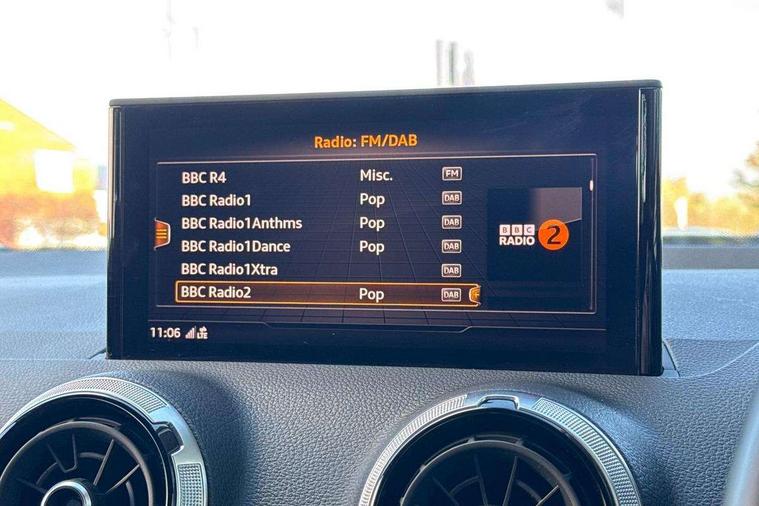 Radio: FM/DAB
BBC R4 Misc. FM
BBC Radio1 Pop DAB
BBC Radio1Anthms Pop DAB
BBC Radio1Dance Pop DAB
BBC Radio1Xtra DAB
BBC Radio2 Pop DAB
BBC
RADIO 2
11:06 LTE